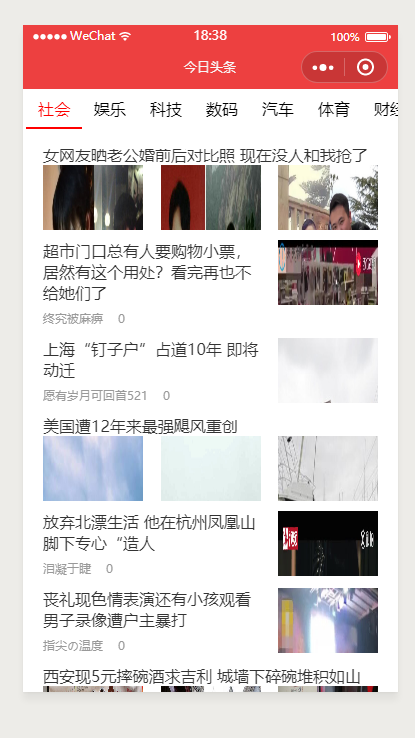 WeChat
18:38
100%
今日头条
社会 娱乐 科技 数码 汽车 体育 财经
女网友晒老公婚前后对比照 现在没人和我抢了
超市门口总有人要购物小票，
居然有这个用处？看完再也不
给她们了
终究被麻痹 0
上海“钉子户”占道10年 即将
动迁
愿有岁月可回首521 0
美国遭12年来最强飓风重创
放弃北漂生活 他在杭州凤凰山
脚下专心“造人
泪凝于睫 0
丧礼现色情表演还有小孩观看
男子录像遭户主暴打
指尖の温度 0
西安现5元摔碗酒求吉利 城墙下碎碗堆积如山